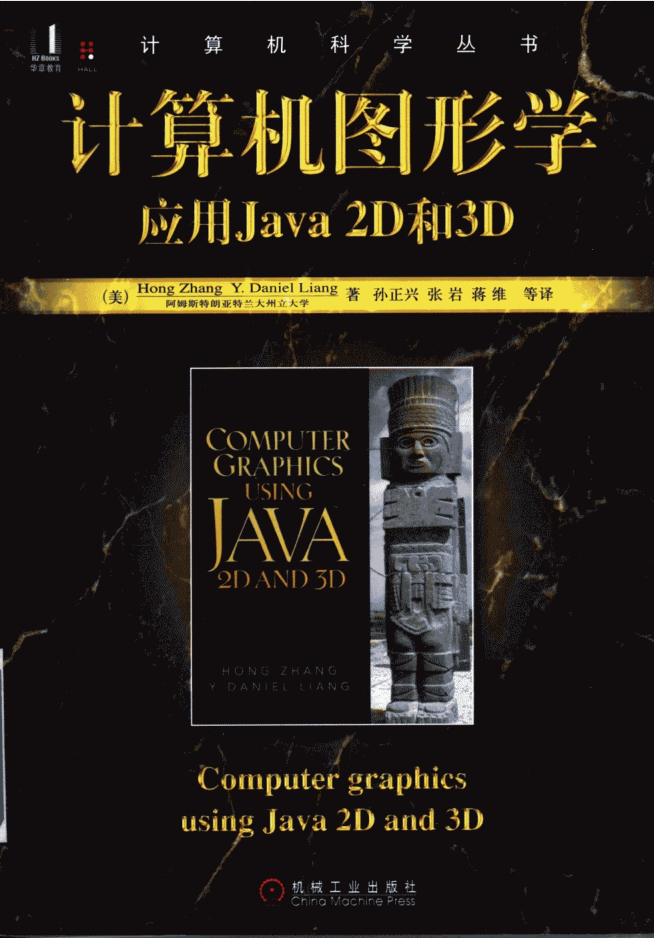 计算机科学丛书
HZ Books
华章教育
HALL
计算机图形学
应用Java 2D和3D
(美) Hong Zhang Y. Daniel Liang 著 孙正兴 张岩 蒋维 等译
阿姆斯特朗亚特兰大州立大学
COMPUTER
GRAPHICS
USING
JAVA
2D AND 3D
HONG ZHANG
Y DANIEL LIANG
Computer graphics
using Java 2D and 3D
机械工业出版社
China Machine Press